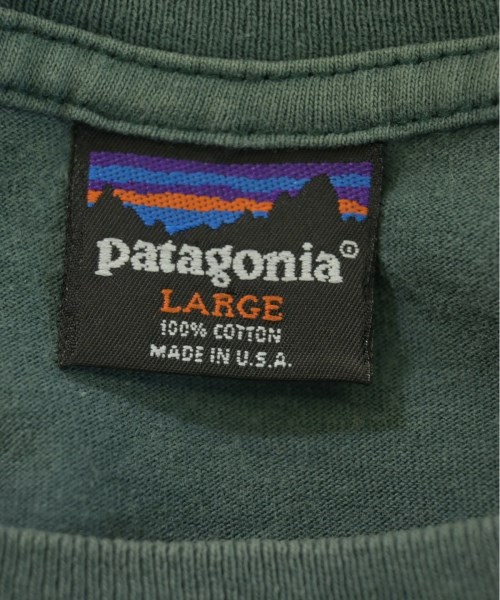 patagonia®
LARGE
100% COTTON
MADE IN U.S.A.